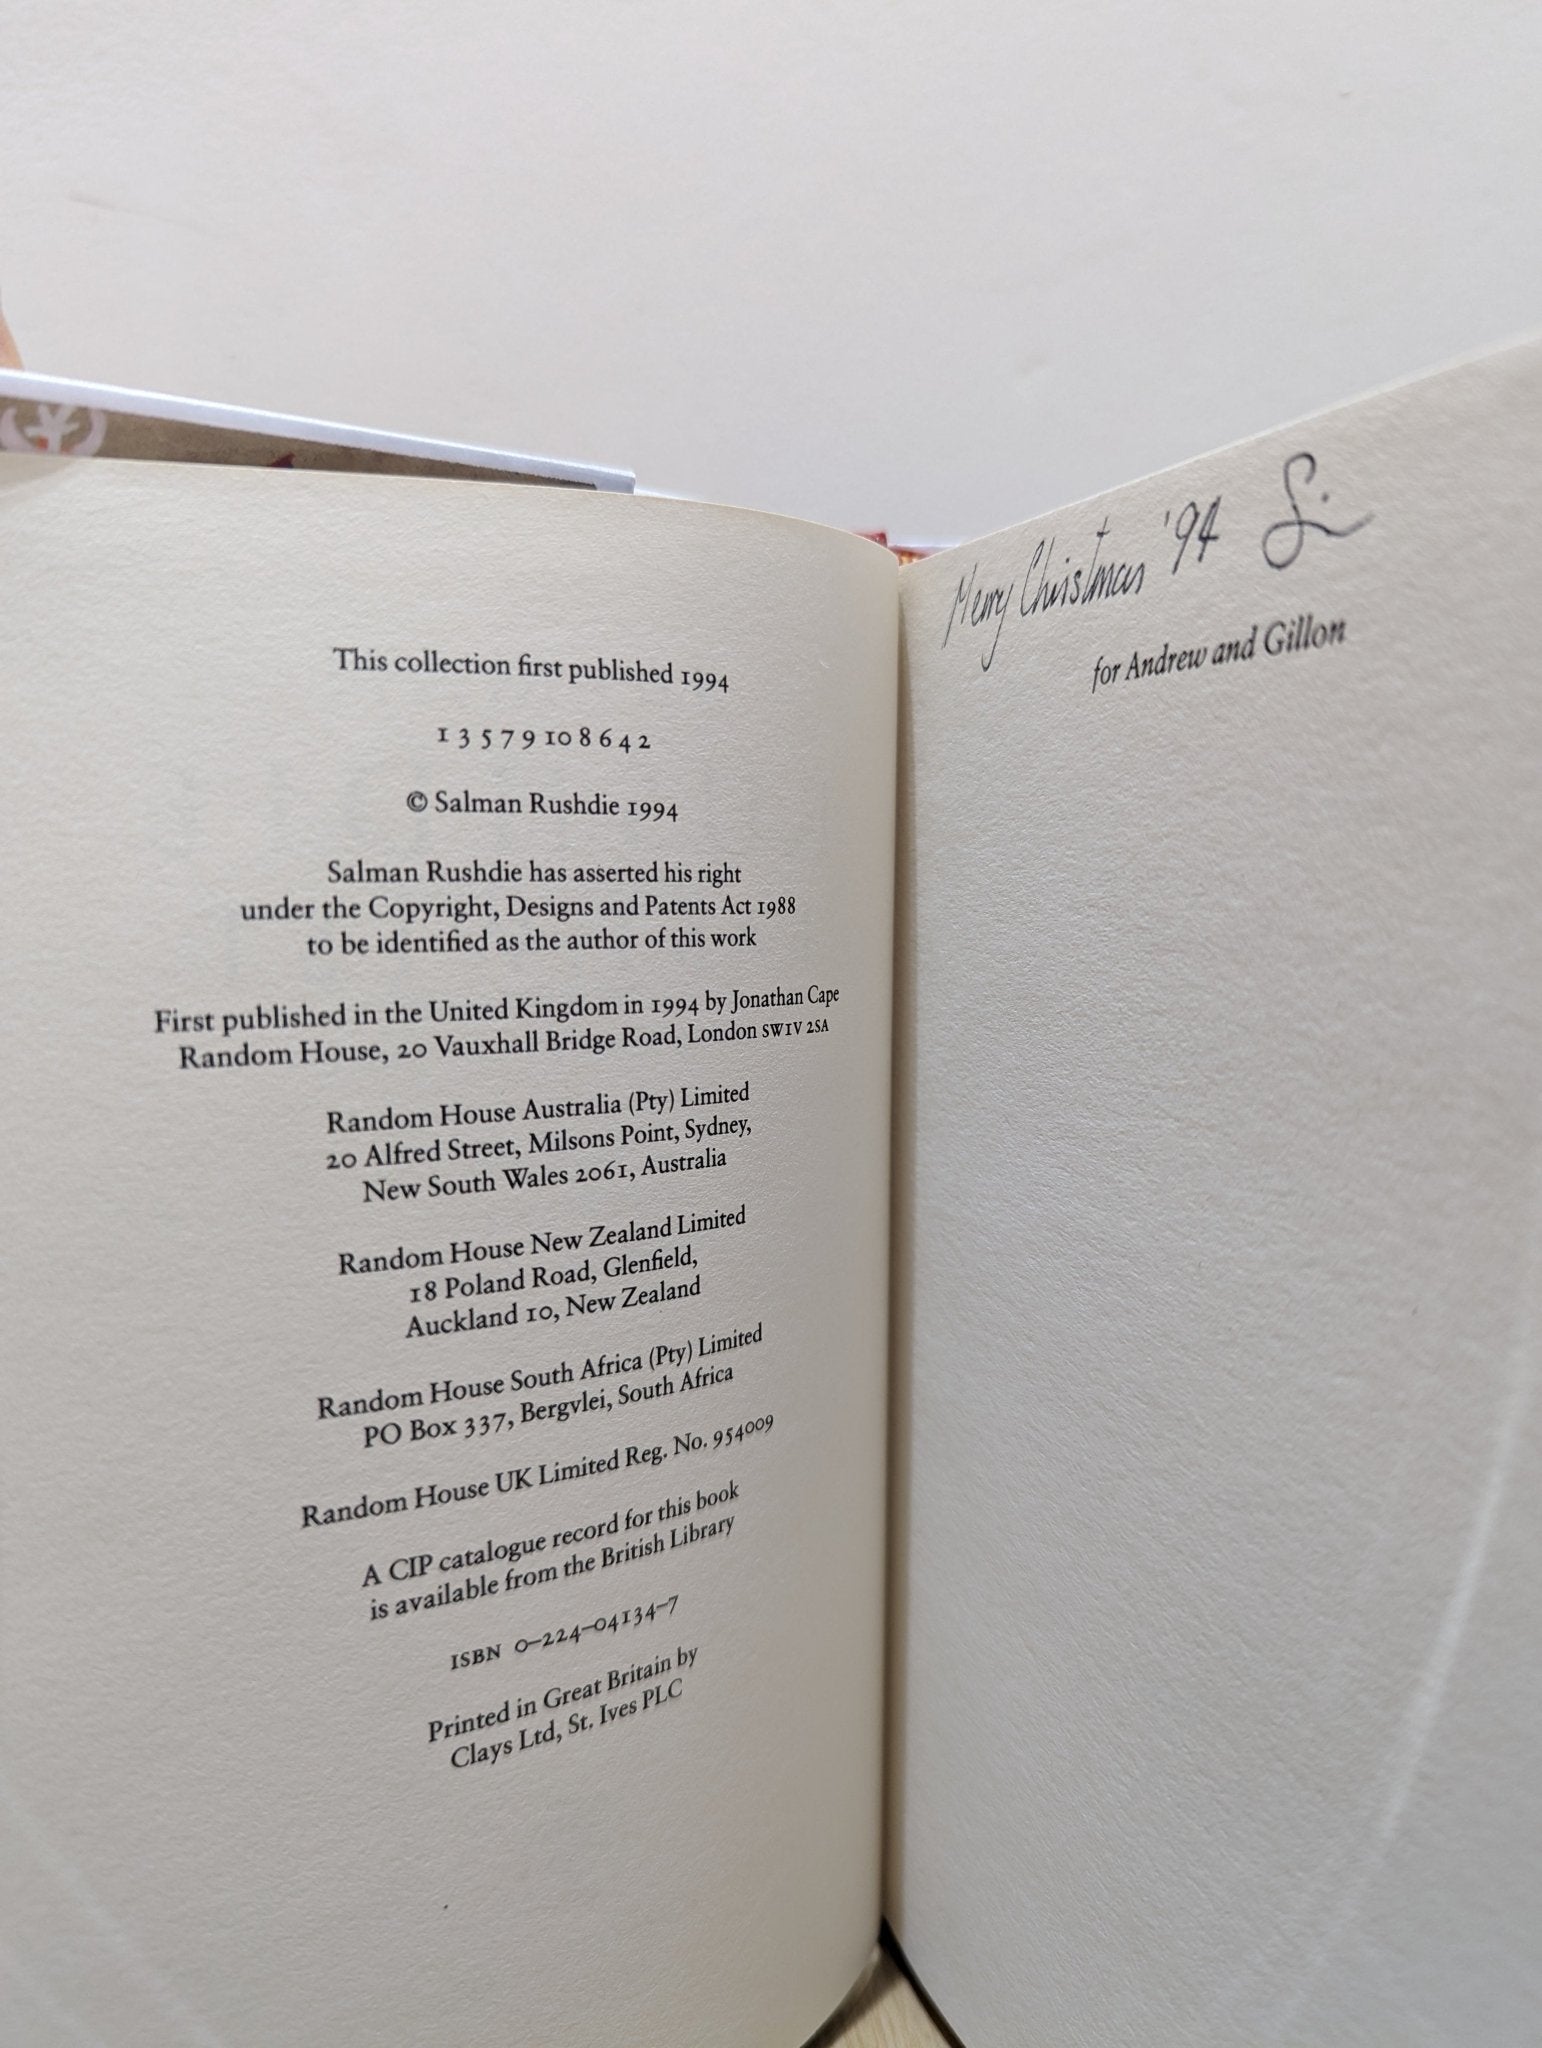 This collection first published 1994
1 3 5 7 9 10 8 6 4 2
© Salman Rushdie 1994
Salman Rushdie has asserted his right
under the Copyright, Designs and Patents Act 1988
to be identified as the author of this work
First published in the United Kingdom in 1994 by Jonathan Cape
Random House, 20 Vauxhall Bridge Road, London SW1V 2SA
Random House Australia (Pty) Limited
20 Alfred Street, Milsons Point, Sydney,
New South Wales 2061, Australia
Random House New Zealand Limited
18 Poland Road, Glenfield,
Auckland 10, New Zealand
Random House South Africa (Pty) Limited
PO Box 337, Bergvlei, South Africa
Random House UK Limited Reg. No. 954009
A CIP catalogue record for this book
is available from the British Library
ISBN 0–224–04134–7
Printed in Great Britain by
Clays Ltd, St. Ives PLC
Merry Christmas '94
for Andrew and Gillon